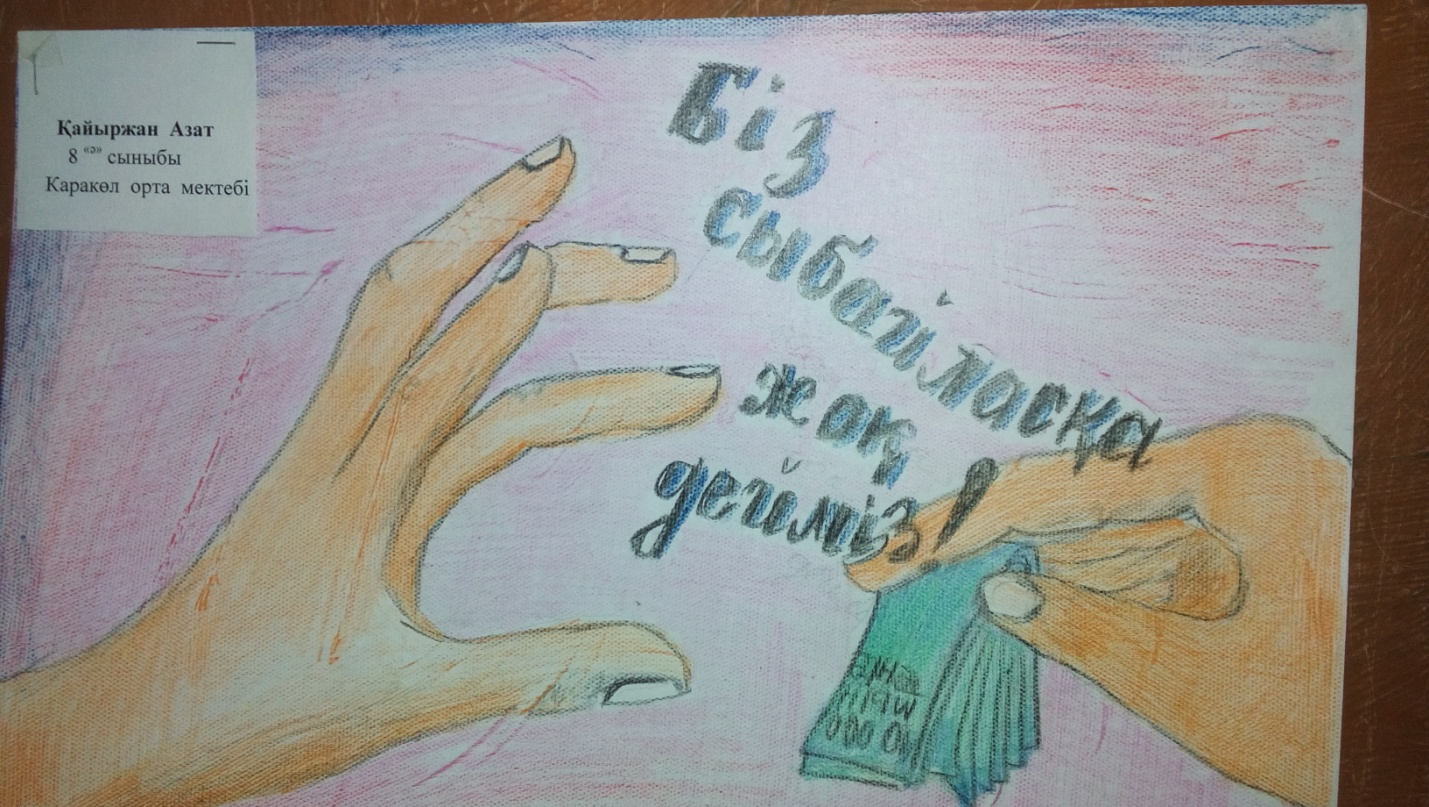 Қайыржан Азат
8 "ә" сыныбы
Каракөл орта мектебі
Біз
сыбайласқа
жоқ
дейміз!